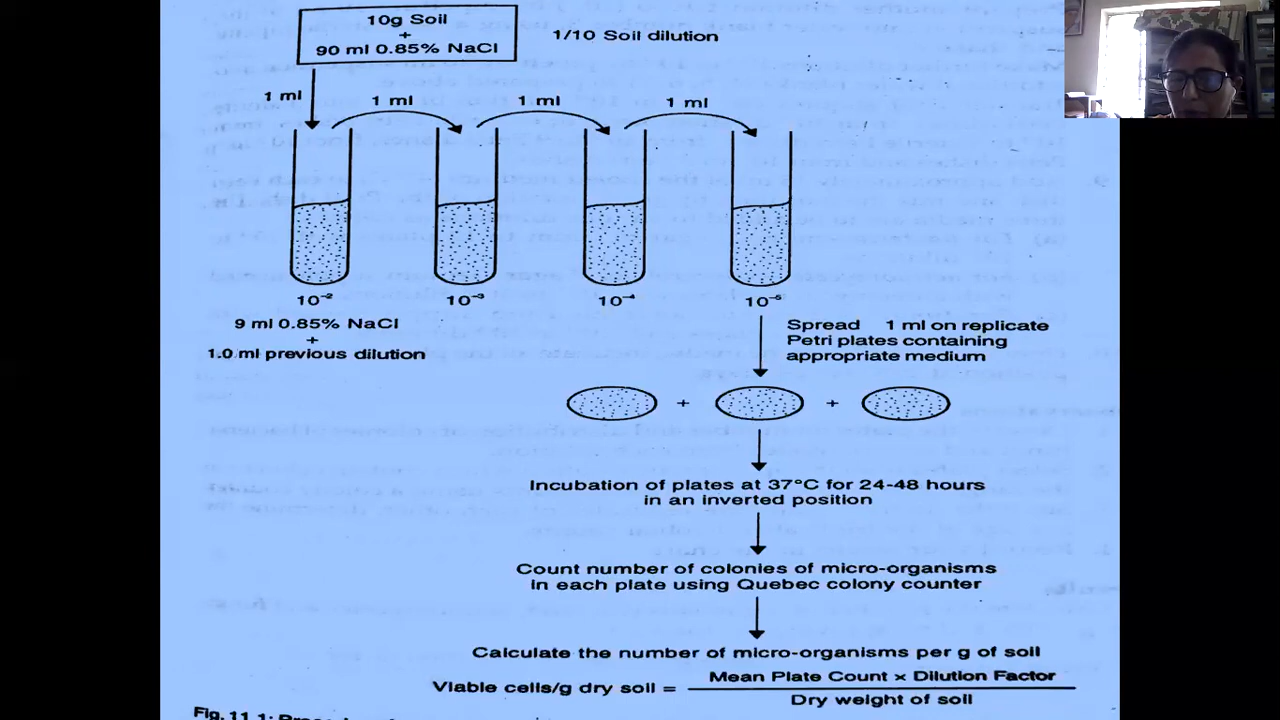 10g Soil
+
90 ml 0.85% NaCl
1/10 Soil dilution
1 ml
1 ml
1 ml
1 ml
10⁻²
10⁻³
10⁻⁴
10⁻⁵
9 ml 0.85% NaCl
+
1.0 ml previous dilution
Spread 1 ml on replicate
Petri plates containing
appropriate medium
+
+
Incubation of plates at 37°C for 24-48 hours
in an inverted position
Count number of colonies of micro-organisms
in each plate using Quebec colony counter
Calculate the number of micro-organisms per g of soil
Viable cells/g dry soil =
Mean Plate Count × Dilution Factor
Dry weight of soil
Fig. 11.1: